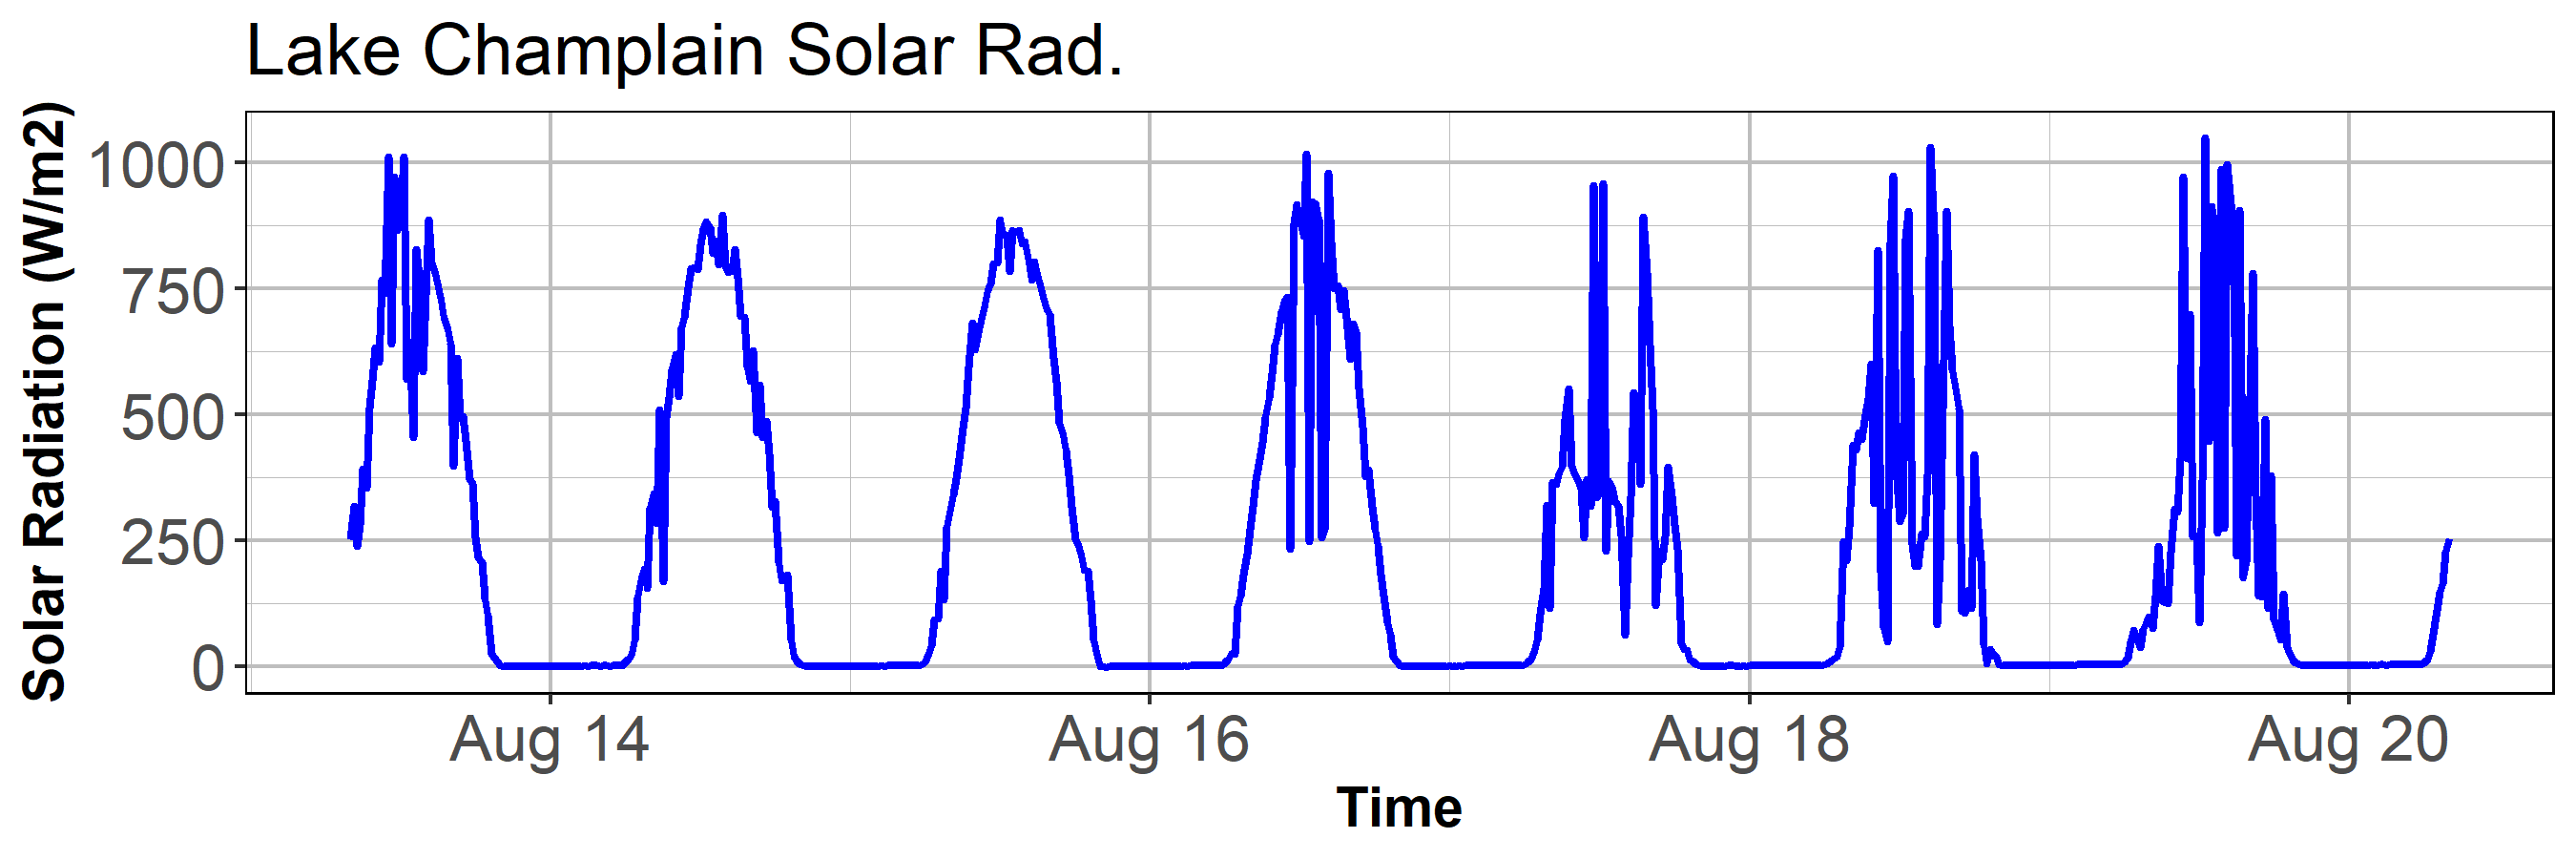 Lake Champlain Solar Rad.
Solar Radiation (W/m2)
1000
750
500
250
0
Aug 14 Aug 16 Aug 18 Aug 20
Time